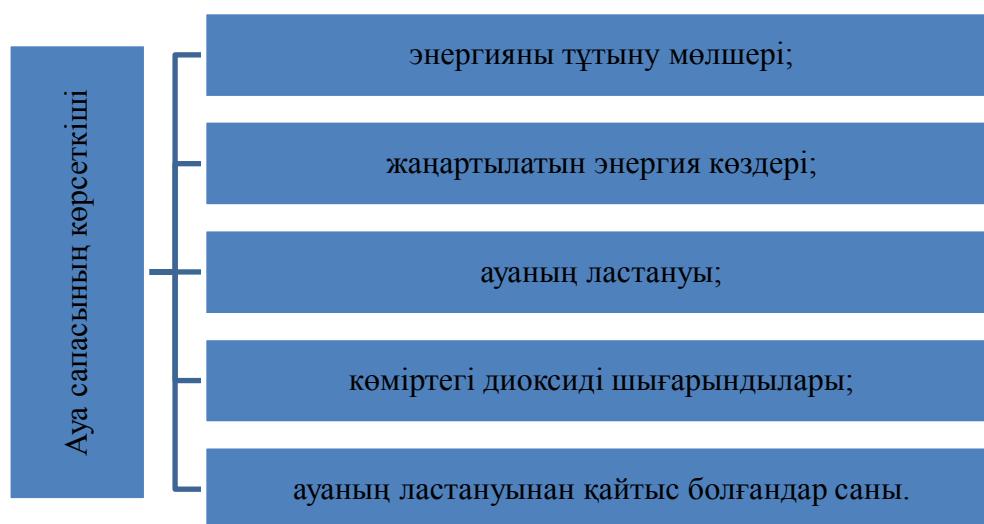 Ауа сапасының көрсеткіші
энергияны тұтыну мөлшері;
жаңартылатын энергия көздері;
ауаның ластануы;
көміртегі диоксиді шығарындылары;
ауаның ластануынан қайтыс болғандар саны.